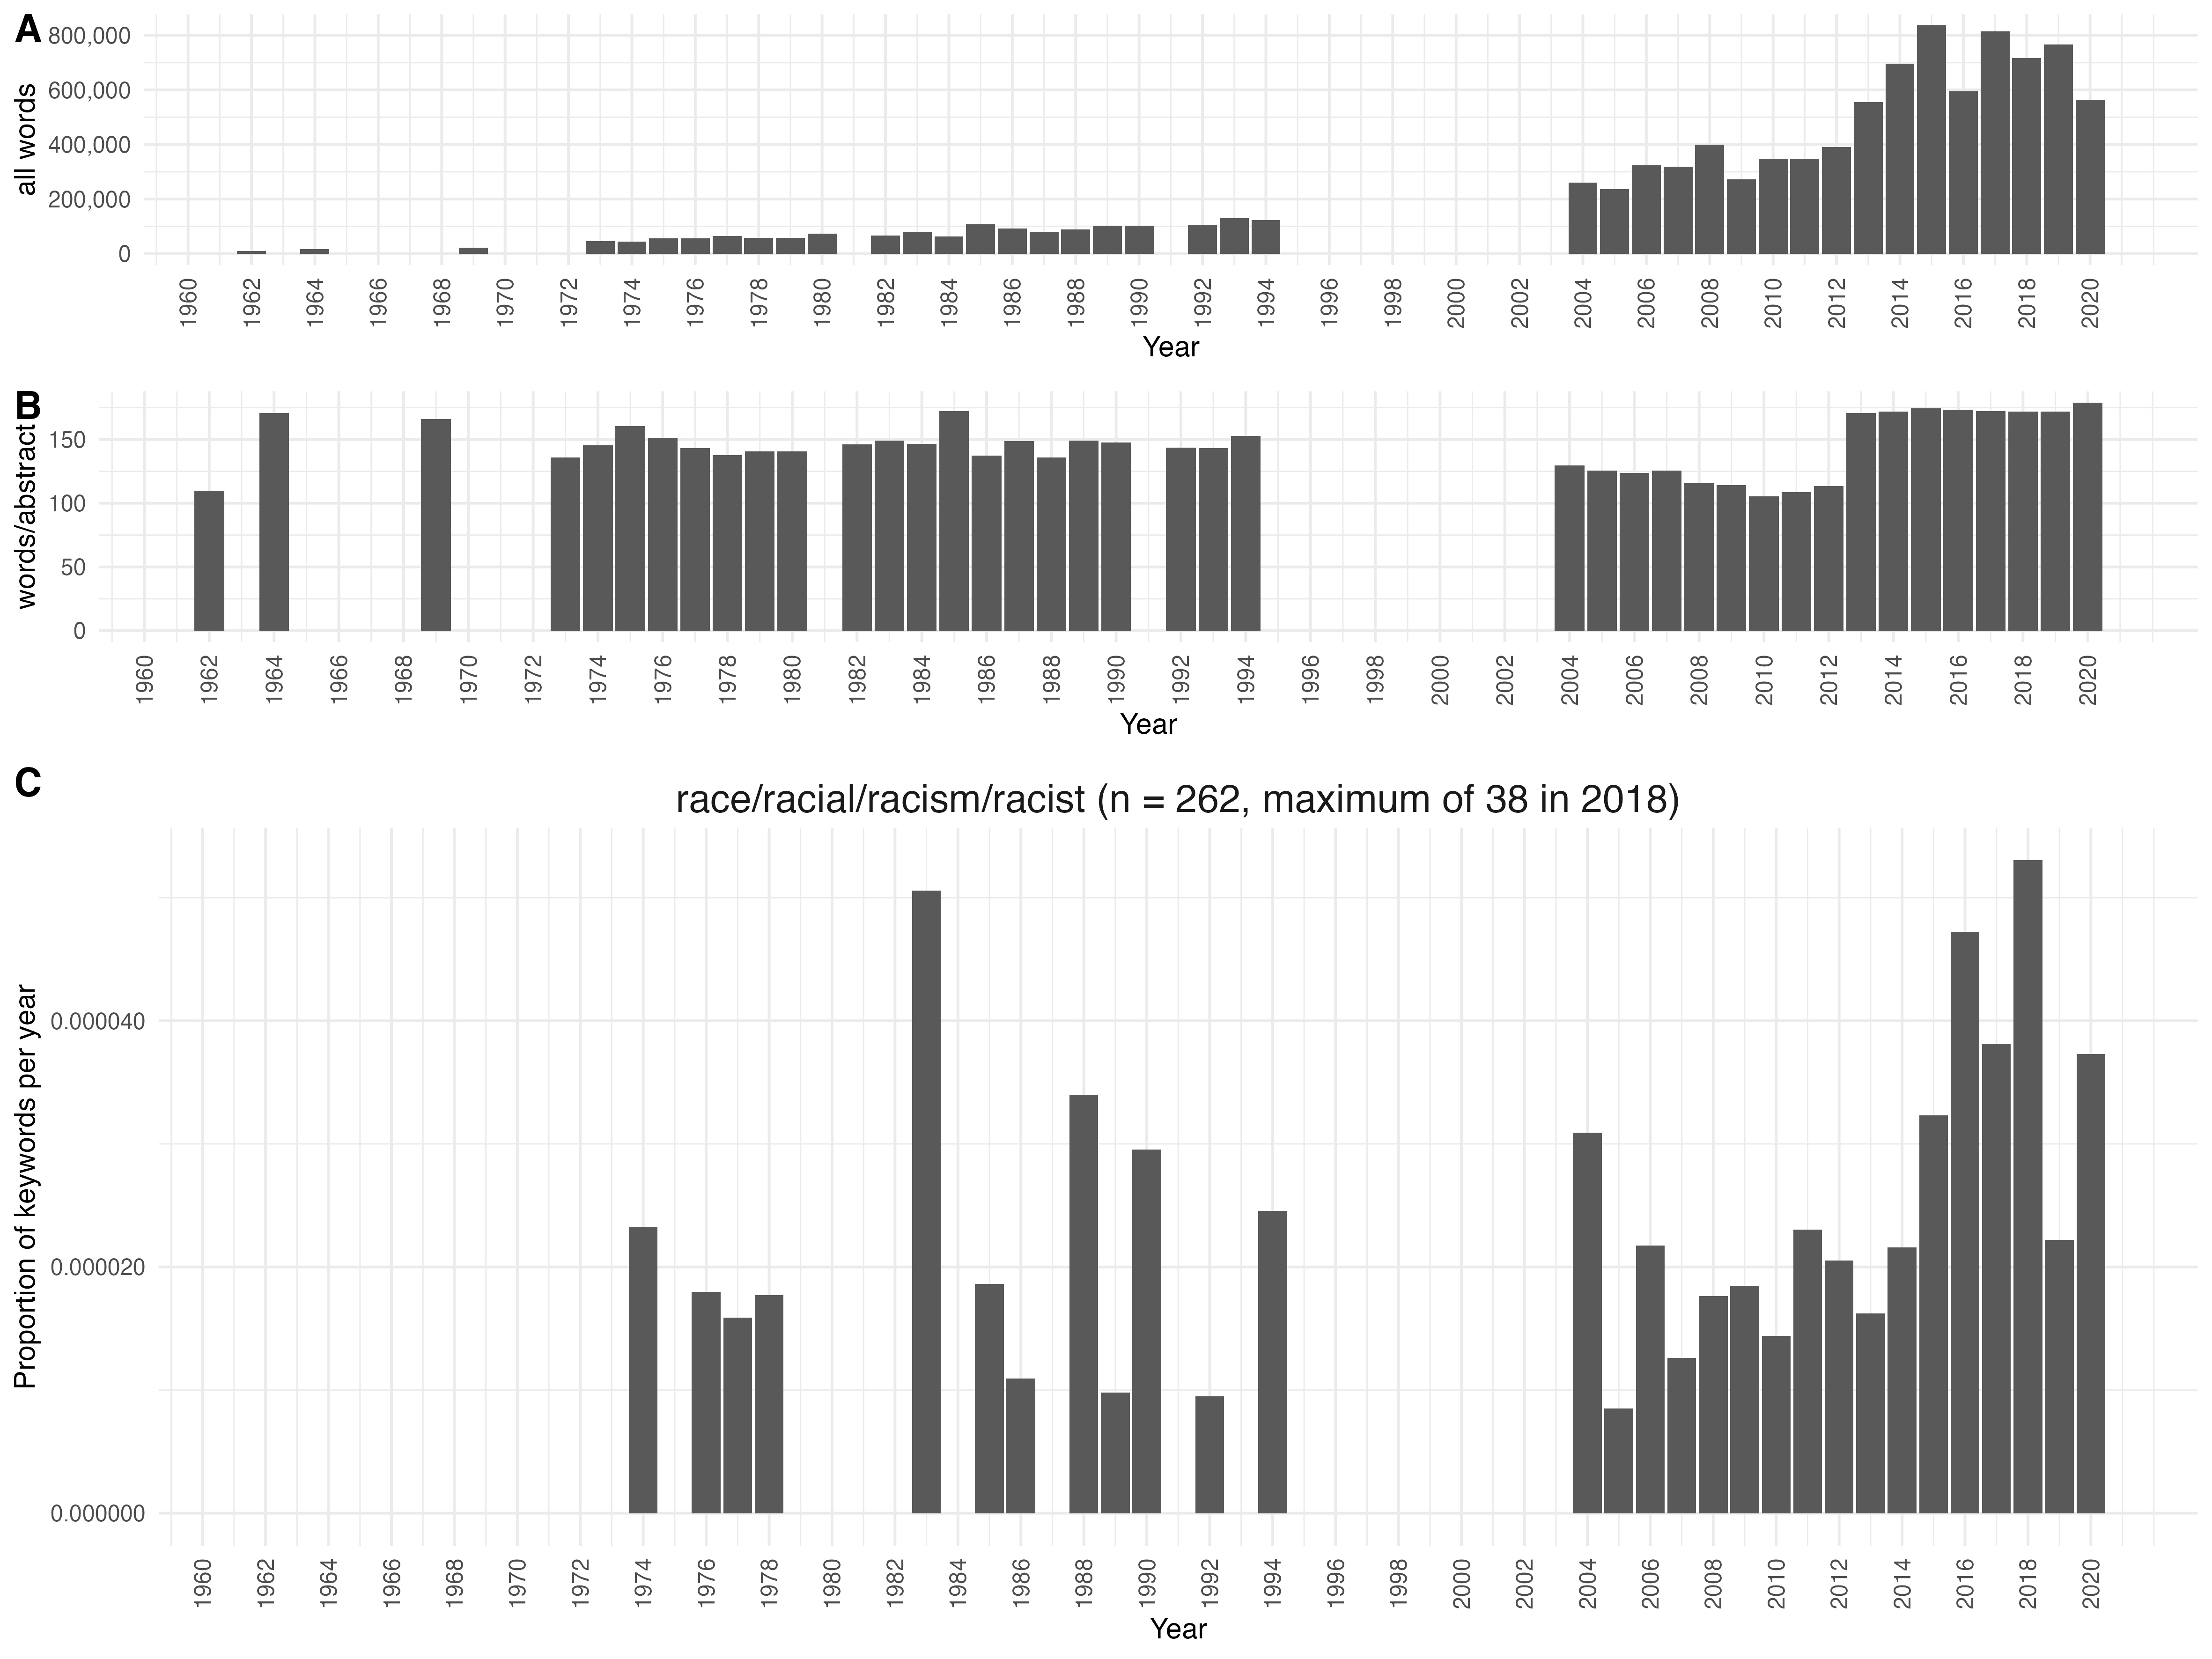 A
all words
800,000
600,000
400,000
200,000
0
1960 1962 1964 1966 1968 1970 1972 1974 1976 1978 1980 1982 1984 1986 1988 1990 1992 1994 1996 1998 2000 2002 2004 2006 2008 2010 2012 2014 2016 2018 2020
Year
B
words/abstract
150
100
50
0
1960 1962 1964 1966 1968 1970 1972 1974 1976 1978 1980 1982 1984 1986 1988 1990 1992 1994 1996 1998 2000 2002 2004 2006 2008 2010 2012 2014 2016 2018 2020
Year
C
race/racial/racism/racist (n = 262, maximum of 38 in 2018)
Proportion of keywords per year
0.000040
0.000020
0.000000
1960 1962 1964 1966 1968 1970 1972 1974 1976 1978 1980 1982 1984 1986 1988 1990 1992 1994 1996 1998 2000 2002 2004 2006 2008 2010 2012 2014 2016 2018 2020
Year